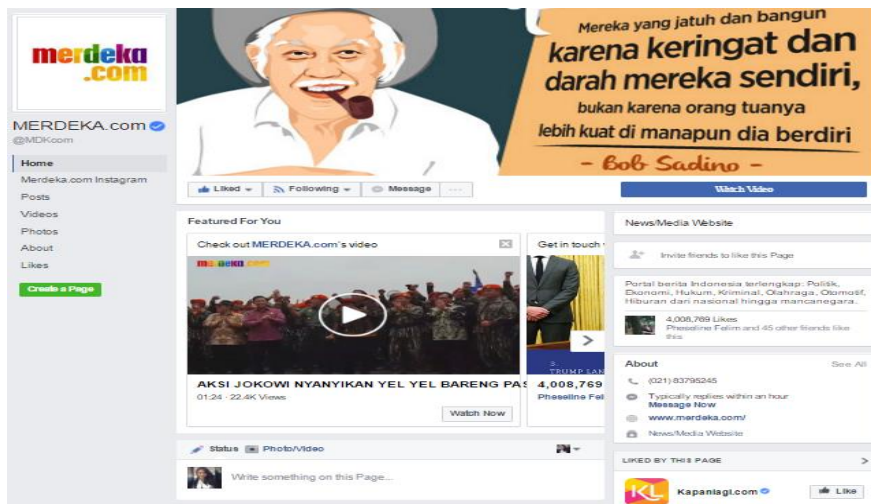 merdeka
.com
MERDEKA.com
@MDKcom
Home
Merdeka.com Instagram
Posts
Videos
Photos
About
Likes
Create a Page
Mereka yang jatuh dan bangun
karena keringat dan
darah mereka sendiri,
bukan karena orang tuanya
lebih kuat di manapun dia berdiri
- Bob Sadino -
Liked
Following
Message
...
Watch Video
Featured For You
Check out MERDEKA.com's video
merdeka.com
AKSI JOKOWI NYANYIKAN YEL YEL BARENG PAS
01:24 · 22.4K Views
Watch Now
Get in touch
3.
TRUMP LAN
4,008,769
Pheseline Feli
Status
Photo/Video
Write something on this Page...
News/Media Website
Invite friends to like this Page
Portal berita Indonesia terlengkap: Politik,
Ekonomi, Hukum, Kriminal, Olahraga, Otomotif,
Hiburan dari nasional hingga mancanegara.
4,008,769 Likes
Pheseline Felim and 45 other friends like
this
About
See All
(021) 83795245
Typically replies within an hour
Message Now
www.merdeka.com/
News/Media Website
LIKED BY THIS PAGE
KL
Kapanlagi.com
Like